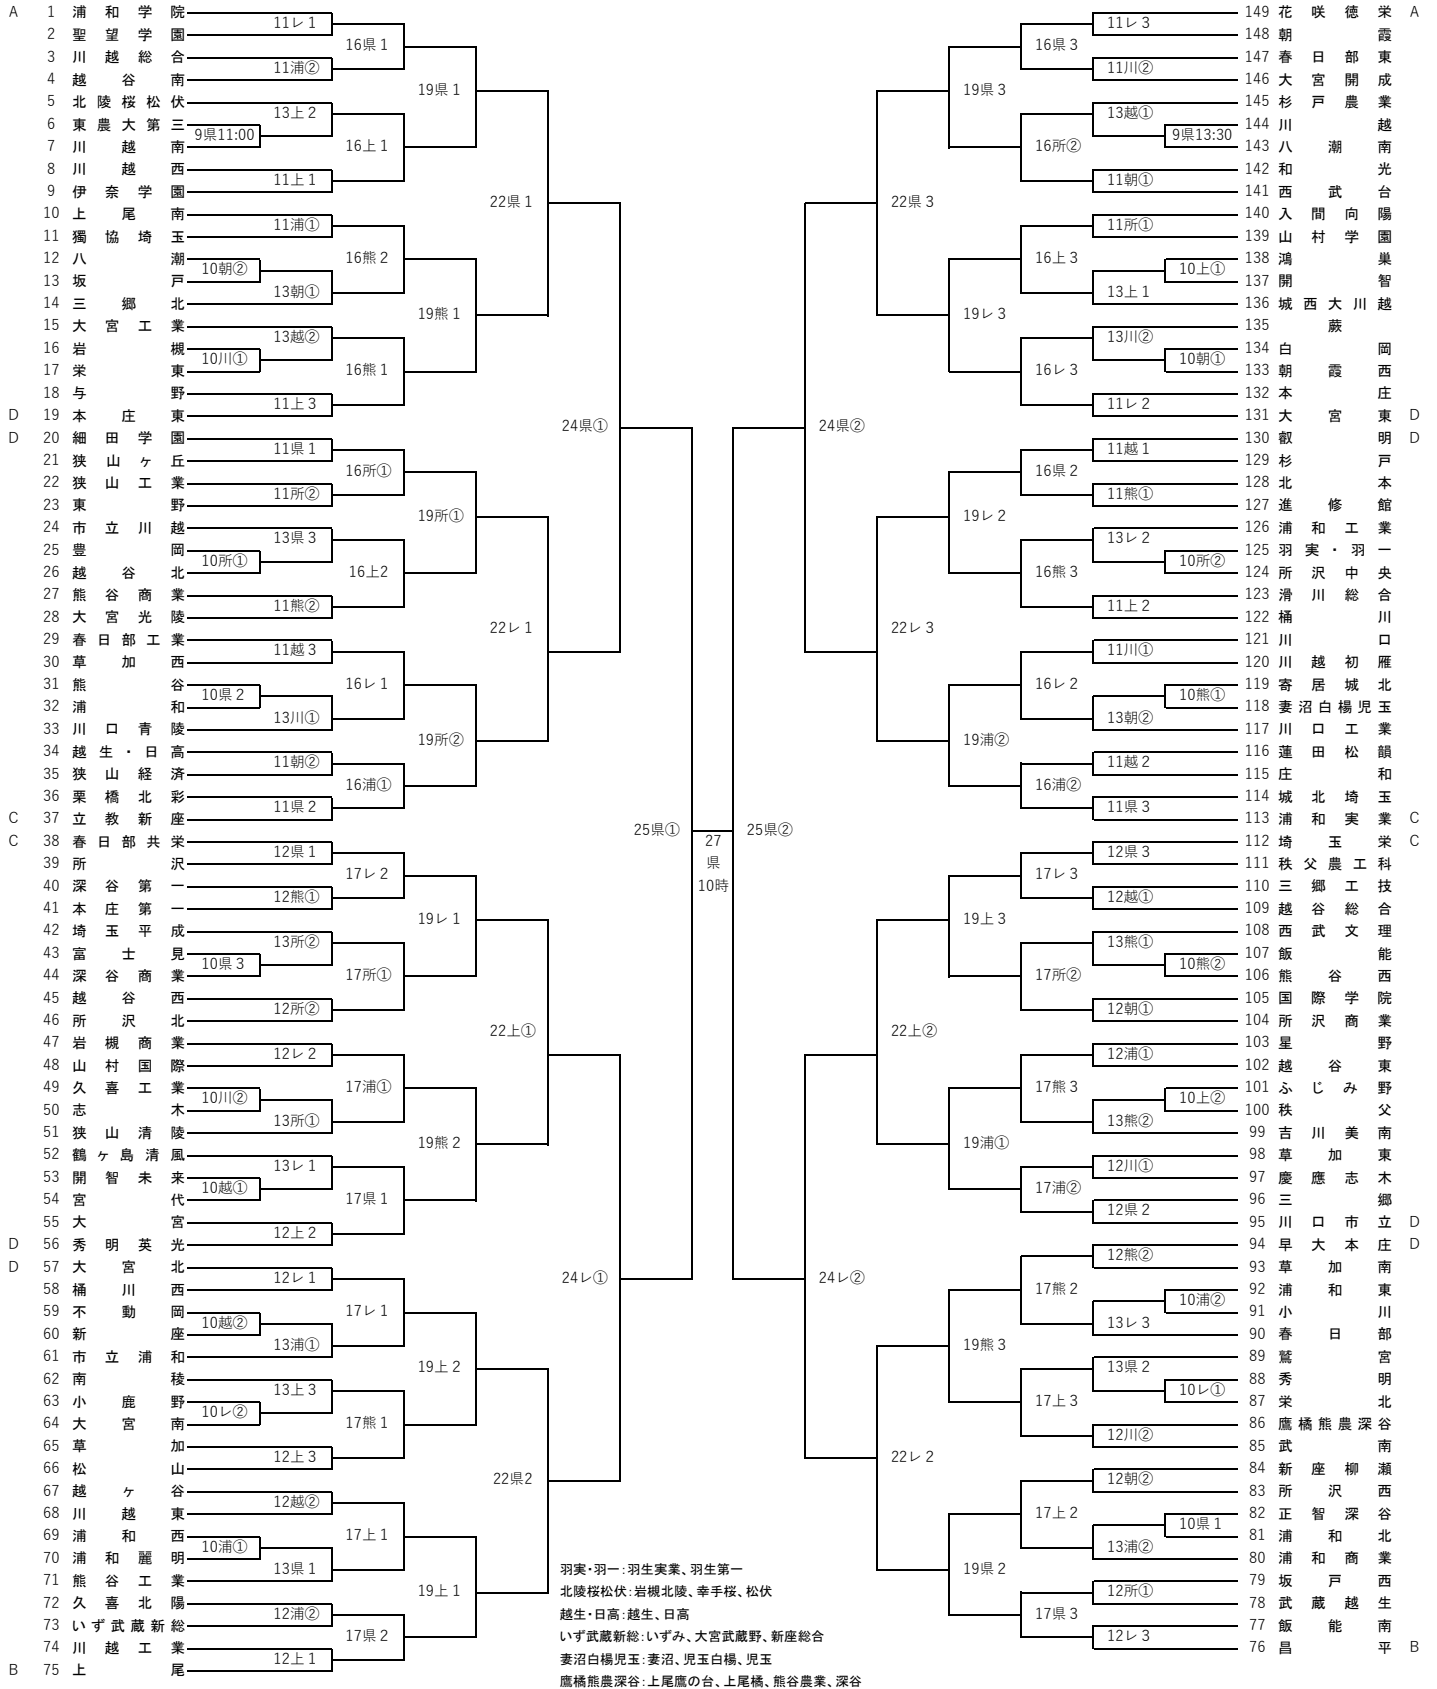 A 1 浦和学院
2 聖望学園
3 川越総合
4 越谷南
5 北陵桜松伏
6 東農大第三
7 川越南
8 川越西
9 伊奈学園
10 上尾南
11 獨協埼玉
12 八潮
13 坂戸
14 三郷北
15 大宮工業
16 岩槻
17 栄東
18 与野
D 19 本庄東
D 20 細田学園
21 狭山ヶ丘
22 狭山工業
23 東野
24 市立川越
25 豊岡
26 越谷北
27 熊谷商業
28 大宮光陵
29 春日部工業
30 草加西
31 熊谷
32 浦和
33 川口青陵
34 越生・日高
35 狭山経済
36 栗橋北彩
C 37 立教新座
C 38 春日部共栄
39 所沢
40 深谷第一
41 本庄第一
42 埼玉平成
43 富士見
44 深谷商業
45 越谷西
46 所沢北
47 岩槻商業
48 山村国際
49 久喜工業
50 志木
51 狭山清陵
52 鶴ヶ島清風
53 開智未来
54 宮代
55 大宮
D 56 秀明英光
D 57 大宮北
58 桶川西
59 不動岡
60 新座
61 市立浦和
62 南稜
63 小鹿野
64 大宮南
65 草加
66 松山
67 越ヶ谷
68 川越東
69 浦和西
70 浦和麗明
71 熊谷工業
72 久喜北陽
73 いず武蔵新総
74 川越工業
B 75 上尾
9県11:00
10朝②
10川①
10所①
10県2
10県3
10川②
10越①
10越②
10レ②
10浦①
11レ1
11浦②
13上2
11上1
11浦①
13朝①
13越②
11上3
11県1
11所②
13県3
11熊②
11越3
13川①
11朝②
11県2
12県1
12熊①
13所②
12所②
12レ2
13所①
13レ1
12上2
12レ1
13浦①
13上3
12上3
12越②
13県1
12浦②
12上1
16県1
16上1
16熊2
16熊1
16所①
16上2
16レ1
16浦①
17レ2
17所①
17浦①
17県1
17レ1
17熊1
17上1
17県2
19県1
19熊1
19所①
19所②
19レ1
19熊2
19上2
19上1
22県1
22レ1
22上①
22県2
24県①
24レ①
25県①
27
県
10時
25県②
24県②
24レ②
22県3
22レ3
22上②
22レ2
19県3
19レ3
19レ2
19浦②
19上3
19浦①
19熊3
19県2
16県3
16所②
16上3
16レ3
16県2
16熊3
16レ2
16浦②
17レ3
17所②
17熊3
17浦②
17熊2
17上3
17上2
17県3
11レ3
11川②
13越①
11朝①
11所①
13上1
13川②
11レ2
11越1
11熊①
13レ2
11上2
11川①
13朝②
11越2
11県3
12県3
12越①
13熊①
12朝①
12浦①
13熊②
12川①
12県2
12熊②
13レ3
13県2
12川②
12朝②
13浦②
12所①
12レ3
9県13:30
10上①
10朝①
10所②
10熊①
10熊②
10上②
10浦②
10レ①
10県1
149 花咲徳栄 A
148 朝霞
147 春日部東
146 大宮開成
145 杉戸農業
144 川越
143 八潮南
142 和光
141 西武台
140 入間向陽
139 山村学園
138 鴻巣
137 開智
136 城西大川越
135 蕨
134 白岡
133 朝霞西
132 本庄
131 大宮東 D
130 叡明 D
129 杉戸
128 北本
127 進修館
126 浦和工業
125 羽実・羽一
124 所沢中央
123 滑川総合
122 桶川
121 川口
120 川越初雁
119 寄居城北
118 妻沼白楊児玉
117 川口工業
116 蓮田松韻
115 庄和
114 城北埼玉
113 浦和実業 C
112 埼玉栄 C
111 秩父農工科
110 三郷工技
109 越谷総合
108 西武文理
107 飯能
106 熊谷西
105 国際学院
104 所沢商業
103 星野
102 越谷東
101 ふじみ野
100 秩父
99 吉川美南
98 草加東
97 慶應志木
96 三郷
95 川口市立 D
94 早大本庄 D
93 草加南
92 浦和東
91 小川
90 春日部
89 鷲宮
88 秀明
87 栄北
86 鷹橘熊農深谷
85 武南
84 新座柳瀬
83 所沢西
82 正智深谷
81 浦和北
80 浦和商業
79 坂戸西
78 武蔵越生
77 飯能南
76 昌平 B
羽実・羽一：羽生実業、羽生第一
北陵桜松伏：岩槻北陵、幸手桜、松伏
越生・日高：越生、日高
いず武蔵新総：いずみ、大宮武蔵野、新座総合
妻沼白楊児玉：妻沼、児玉白楊、児玉
鷹橘熊農深谷：上尾鷹の台、上尾橘、熊谷農業、深谷